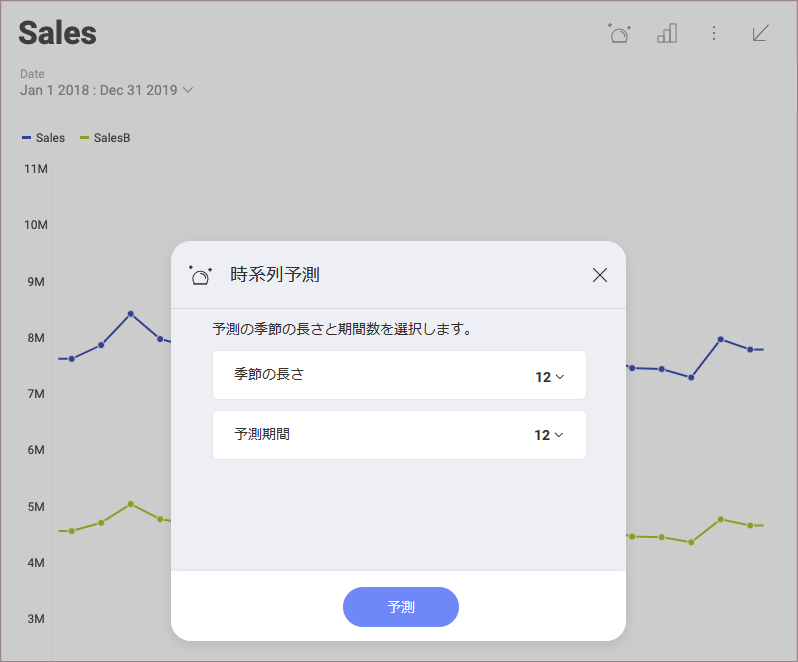 Sales
Date
Jan 1 2018 : Dec 31 2019
Sales SalesB
11M
10M
9M
8M
7M
6M
5M
4M
3M
時系列予測
予測の季節の長さと期間数を選択します。
季節の長さ 12
予測期間 12
予測